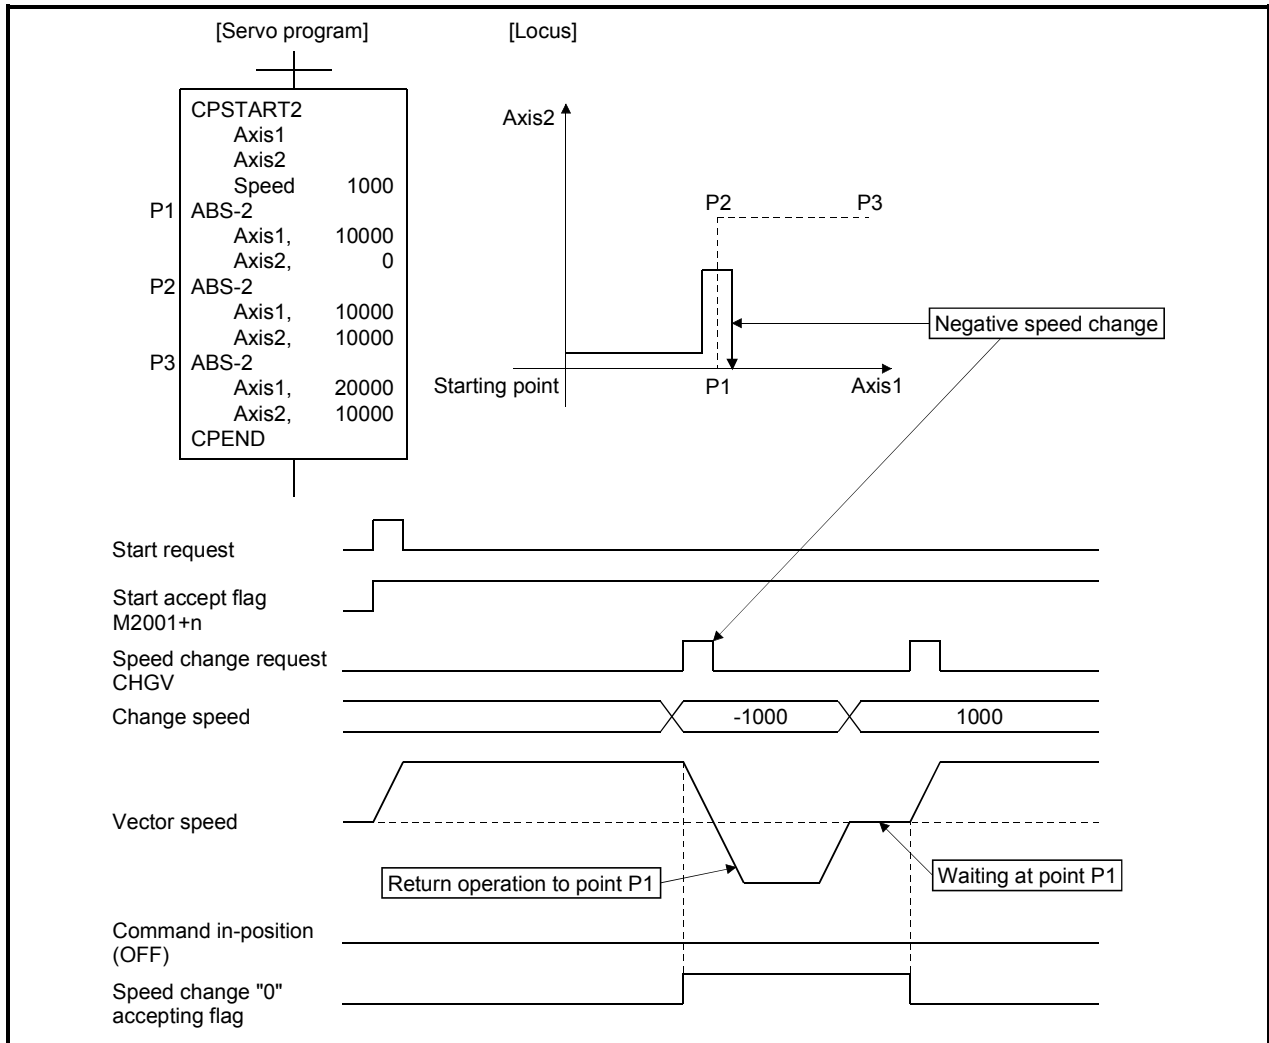 [Servo program]
[Locus]
CPSTART2
Axis1
Axis2
Speed 1000
P1 ABS-2
Axis1, 10000
Axis2, 0
P2 ABS-2
Axis1, 10000
Axis2, 10000
P3 ABS-2
Axis1, 20000
Axis2, 10000
CPEND
Axis2
P2 P3
Negative speed change
Starting point P1 Axis1
Start request
Start accept flag
M2001+n
Speed change request
CHGV
Change speed -1000 1000
Vector speed
Return operation to point P1
Waiting at point P1
Command in-position
(OFF)
Speed change "0"
accepting flag